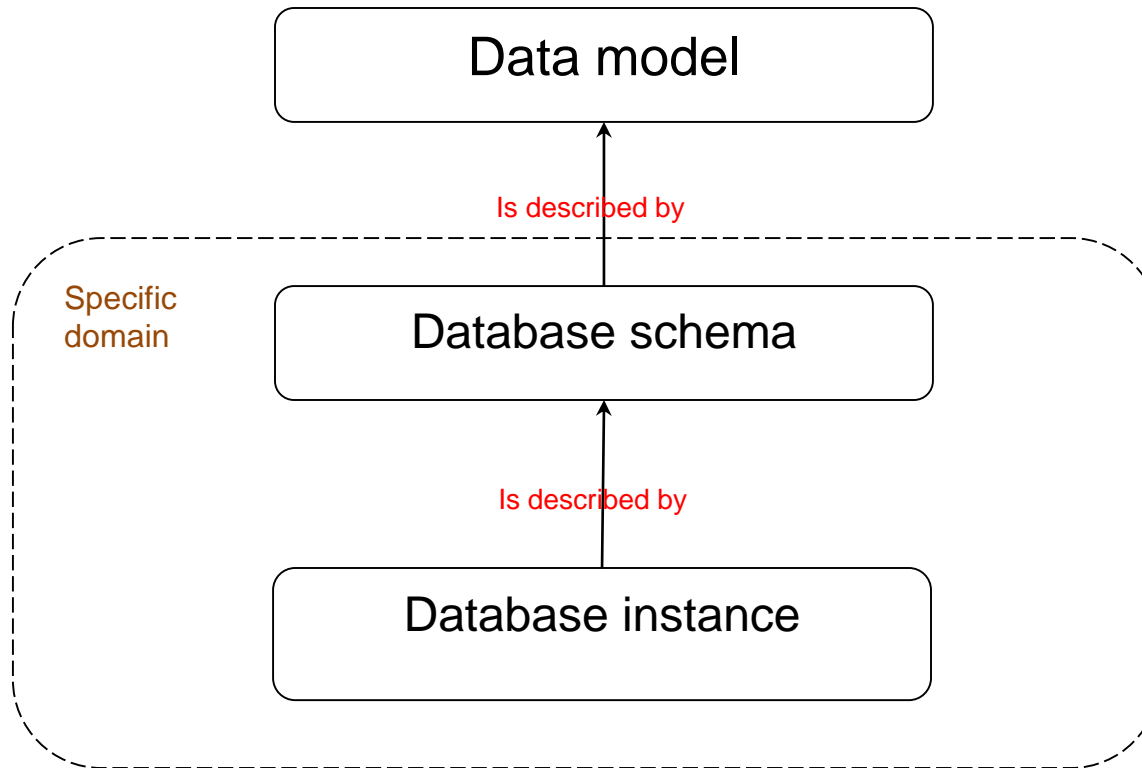 Data model
Is described by
Specific
domain
Database schema
Is described by
Database instance